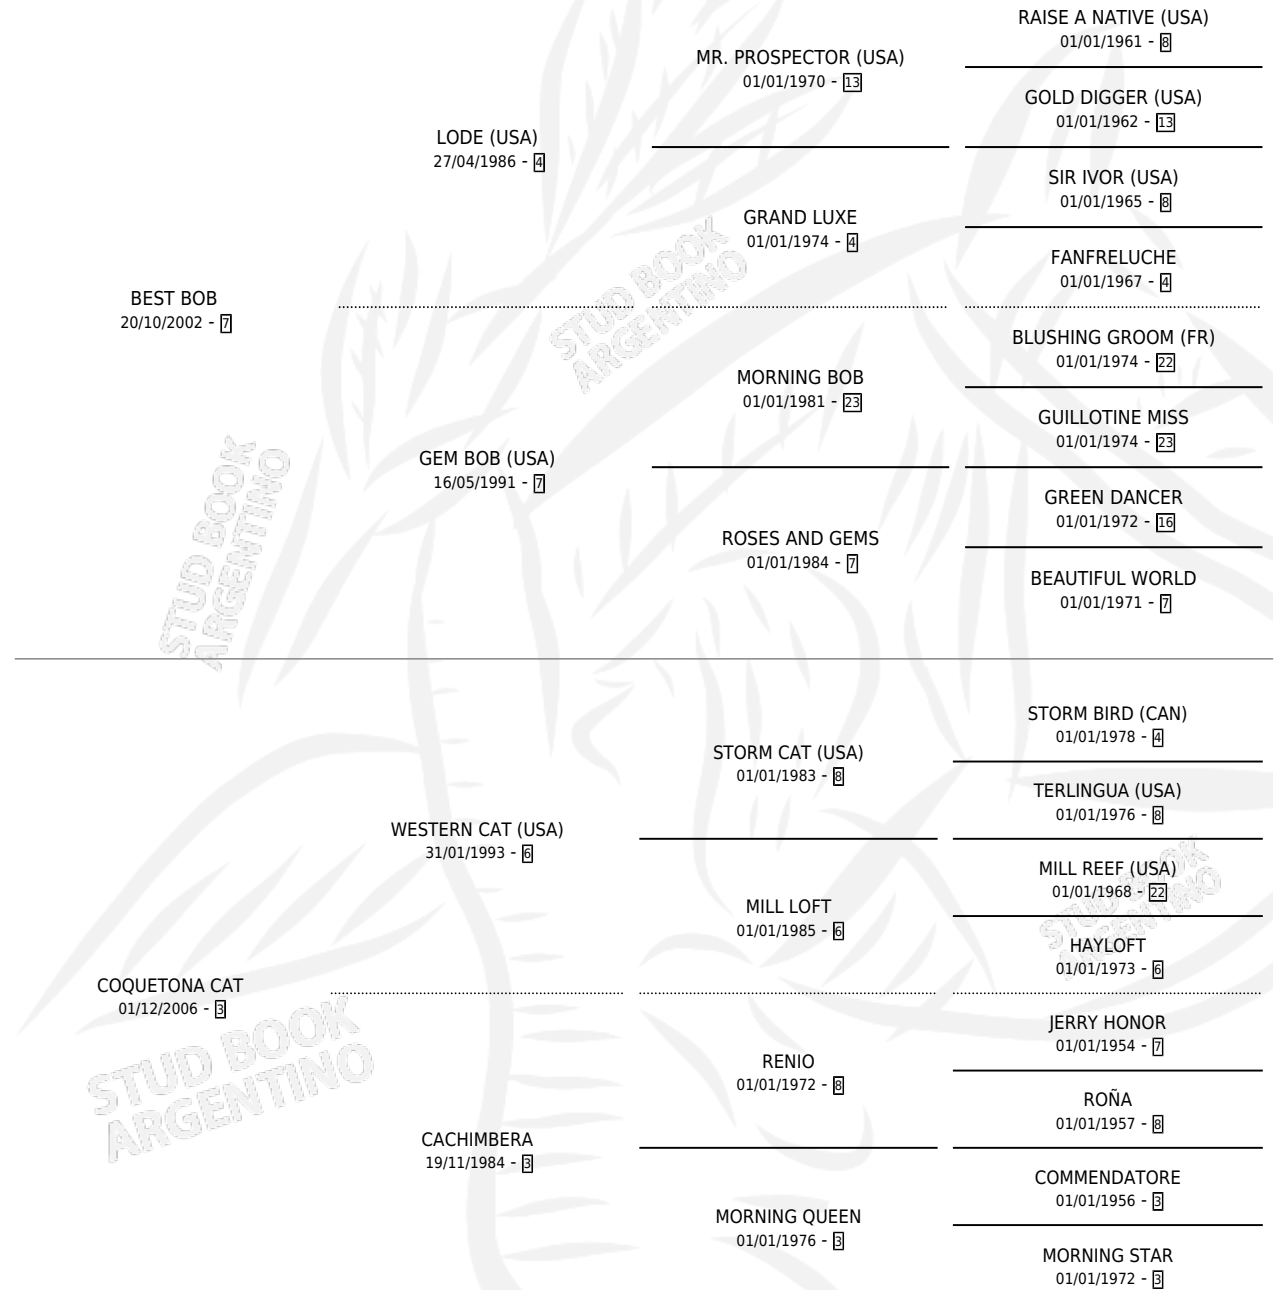 RAISE A NATIVE (USA)
01/01/1961 - 8
MR. PROSPECTOR (USA)
01/01/1970 - 13
GOLD DIGGER (USA)
01/01/1962 - 13
LODE (USA)
27/04/1986 - 4
SIR IVOR (USA)
01/01/1965 - 8
GRAND LUXE
01/01/1974 - 4
FANFRELUCHE
01/01/1967 - 4
BEST BOB
20/10/2002 - 7
STUD BOOK
ARGENTINO
BLUSHING GROOM (FR)
01/01/1974 - 22
MORNING BOB
01/01/1981 - 23
GUILLOTINE MISS
01/01/1974 - 23
GEM BOB (USA)
16/05/1991 - 7
GREEN DANCER
01/01/1972 - 16
ROSES AND GEMS
01/01/1984 - 7
BEAUTIFUL WORLD
01/01/1971 - 7
STUD BOOK
ARGENTINO
STORM BIRD (CAN)
01/01/1978 - 4
STORM CAT (USA)
01/01/1983 - 8
TERLINGUA (USA)
01/01/1976 - 8
WESTERN CAT (USA)
31/01/1993 - 6
MILL REEF (USA)
01/01/1968 - 22
MILL LOFT
01/01/1985 - 6
STUD BOOK
ARGENTINO
HAYLOFT
01/01/1973 - 6
COQUETONA CAT
01/12/2006 - 3
STUD BOOK
ARGENTINO
JERRY HONOR
01/01/1954 - 7
RENIO
01/01/1972 - 8
ROÑA
01/01/1957 - 8
CACHIMBERA
19/11/1984 - 3
COMMENDATORE
01/01/1956 - 3
MORNING QUEEN
01/01/1976 - 3
MORNING STAR
01/01/1972 - 3